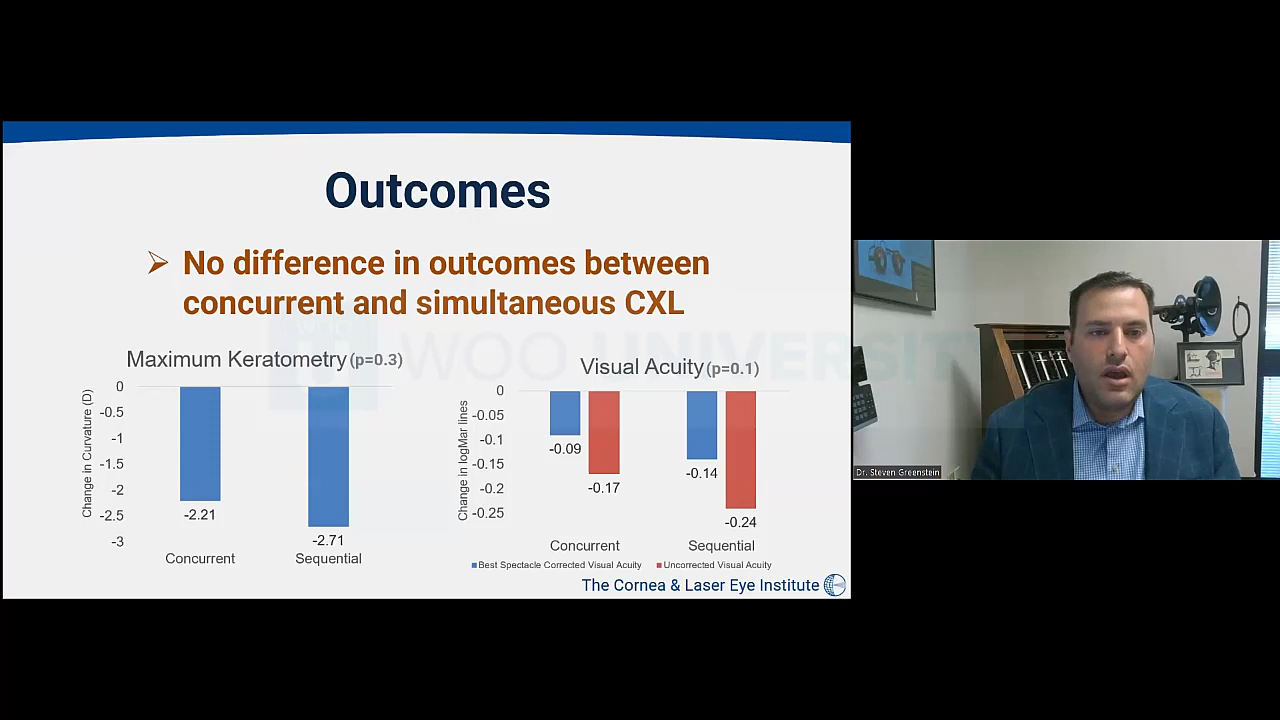 Outcomes
No difference in outcomes between
concurrent and simultaneous CXL
WOO UNIVERSITY
Maximum Keratometry(p=0.3)
Change in Curvature (D)
0
-0.5
-1
-1.5
-2
-2.5
-3
-2.21
-2.71
Concurrent
Sequential
Visual Acuity(p=0.1)
Change in logMar lines
0
-0.05
-0.1
-0.15
-0.2
-0.25
-0.09
-0.17
-0.14
-0.24
Concurrent
Sequential
Best Spectacle Corrected Visual Acuity
Uncorrected Visual Acuity
The Cornea & Laser Eye Institute
Dr. Steven Greenstein